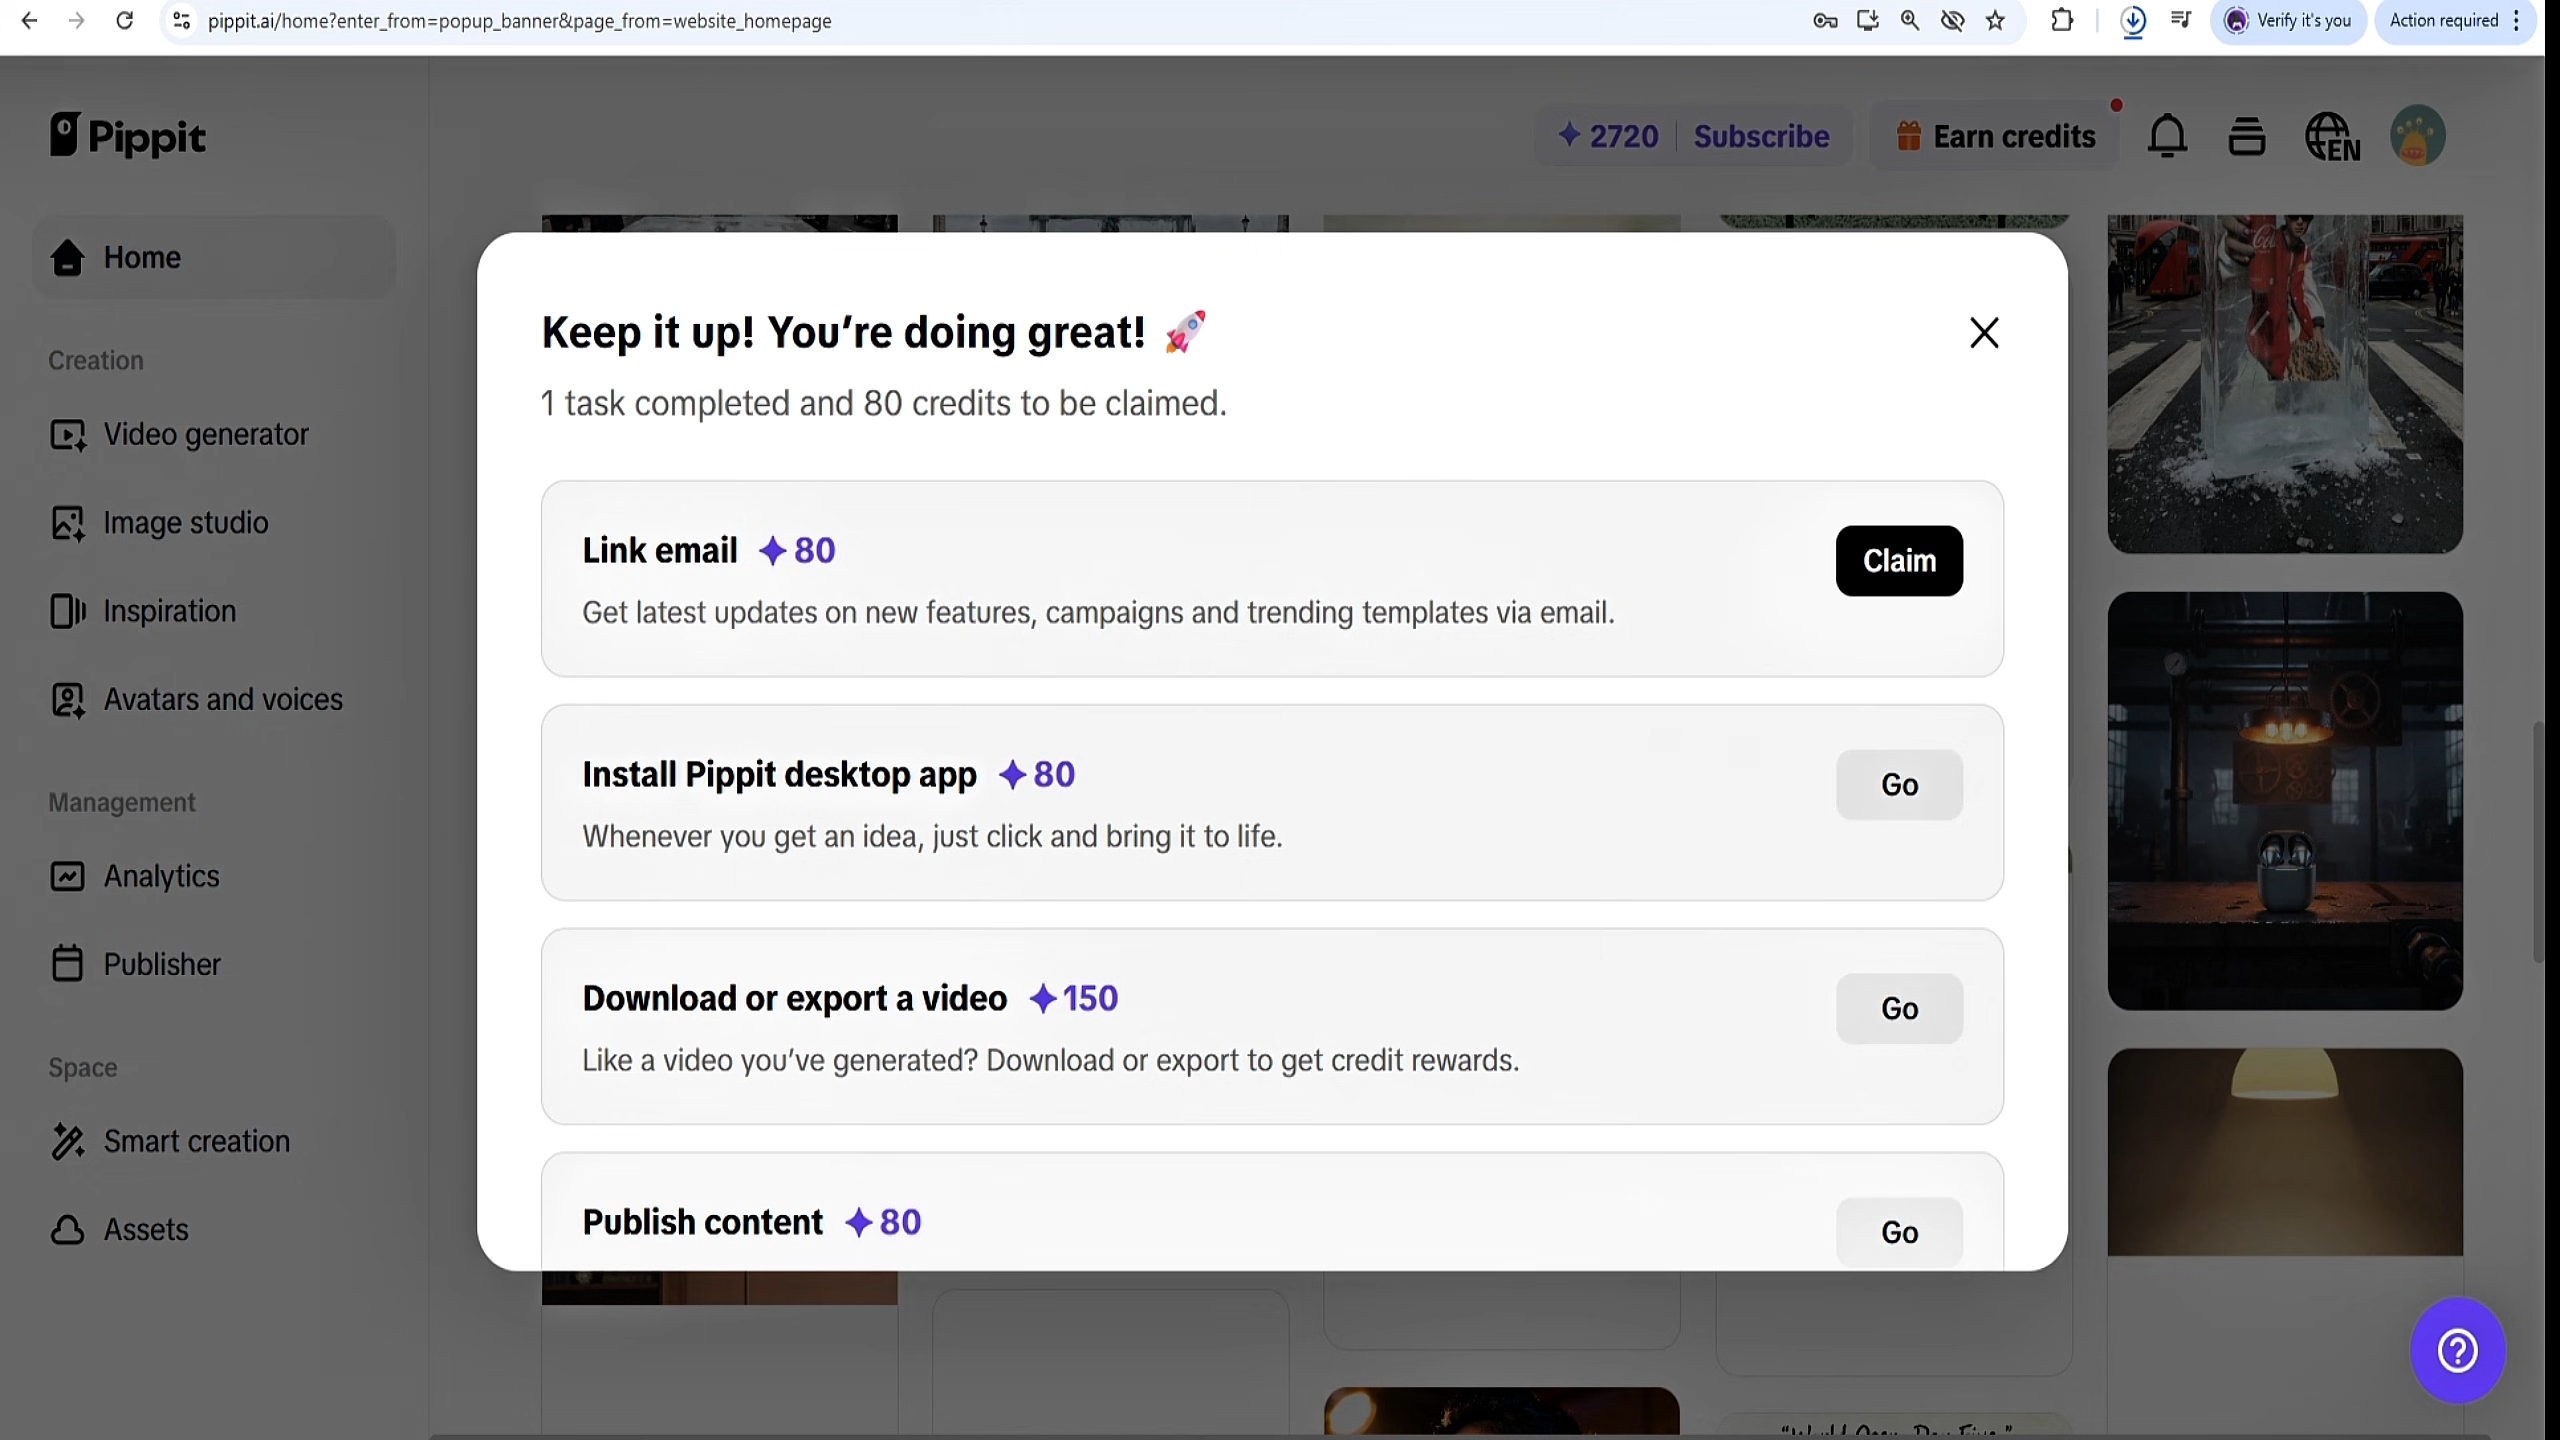 pippit.ai/home?enter_from=popup_banner&page_from=website_homepage
Verify it's you
Action required
Pippit
2720
Subscribe
Earn credits
EN
Home
Creation
Video generator
Image studio
Inspiration
Avatars and voices
Management
Analytics
Publisher
Space
Smart creation
Assets
Keep it up! You're doing great! 🚀
1 task completed and 80 credits to be claimed.
Link email 80
Claim
Get latest updates on new features, campaigns and trending templates via email.
Install Pippit desktop app 80
Go
Whenever you get an idea, just click and bring it to life.
Download or export a video 150
Go
Like a video you've generated? Download or export to get credit rewards.
Publish content 80
Go